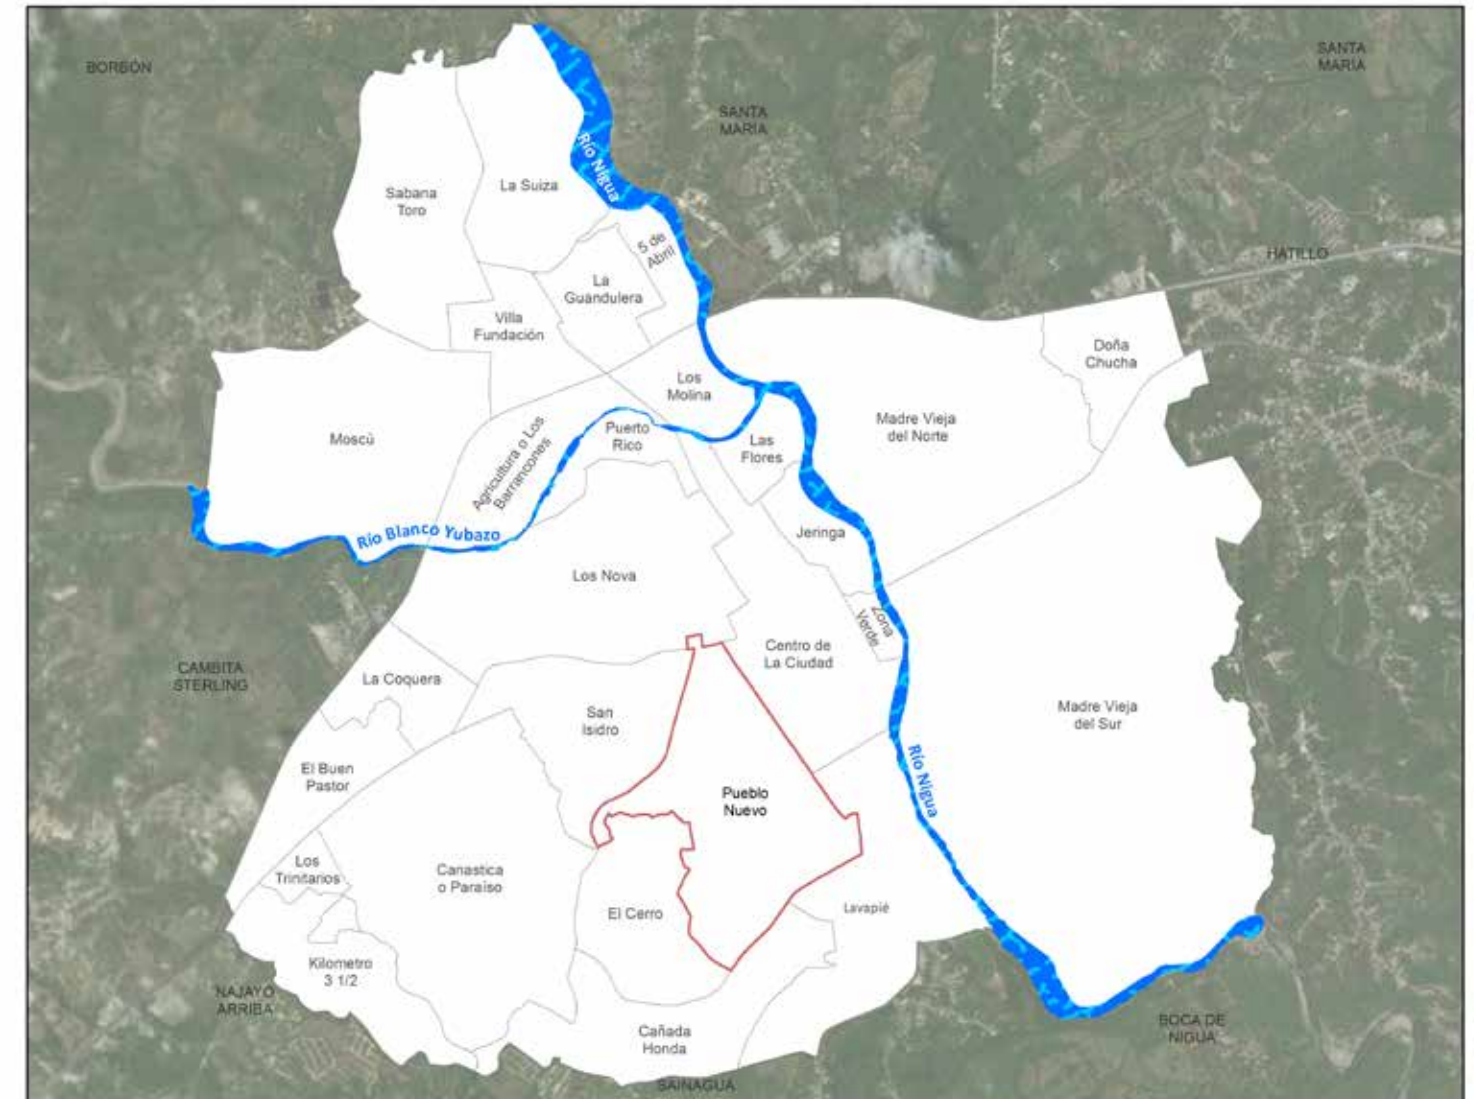 BORBÓN
SANTA
MARIA
SANTA
MARIA
Río Nigua
Sabana
Toro
La Suiza
5 de
Abril
HATILLO
La
Guandulera
Villa
Fundación
Doña
Chucha
Los
Molina
Madre Vieja
del Norte
Moscú
Agricultura o Los
Barrancones
Puerto
Rico
Las
Flores
Río Blanco Yubazo
Jeringa
Los Nova
Zona
Verde
Centro de
La Ciudad
CAMBITA
STERLING
La Coquera
San
Isidro
Madre Vieja
del Sur
El Buen
Pastor
Pueblo
Nuevo
Río Nigua
Los
Trinitarios
Canastica
o Paraíso
El Cerro
Lavapié
Kilometro
3 1/2
NAJAYO
ARRIBA
Cañada
Honda
BOCA DE
NIGUA
SAINAGUA